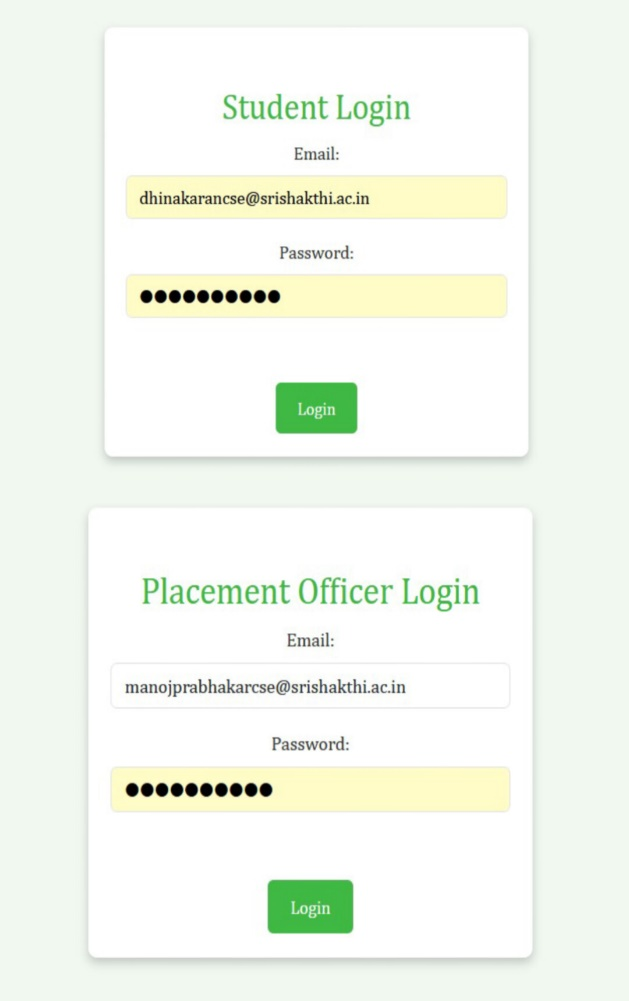 Student Login
Email:
dhinakarancse@srishakthi.ac.in
Password:
●●●●●●●●●●
Login
Placement Officer Login
Email:
manojprabhakarcse@srishakthi.ac.in
Password:
●●●●●●●●●●
Login